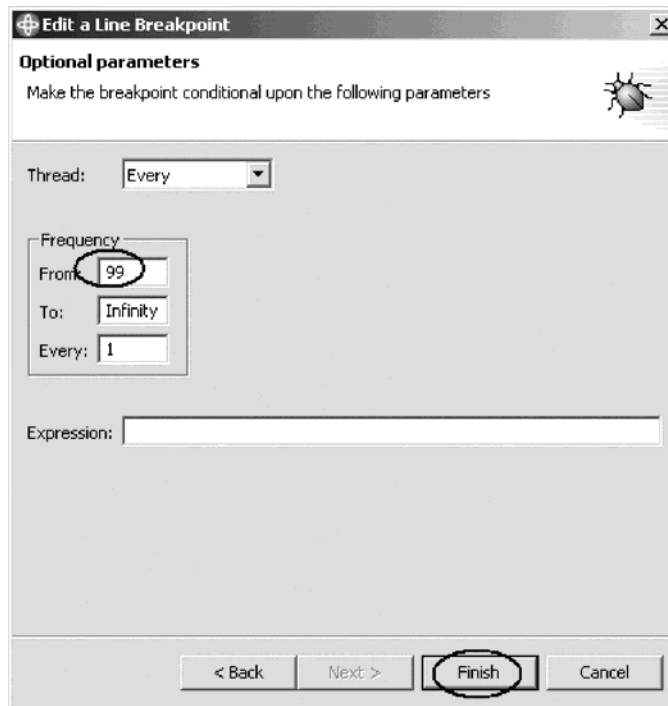 Edit a Line Breakpoint
Optional parameters
Make the breakpoint conditional upon the following parameters
Thread: Every
Frequency
From: 99
To: Infinity
Every: 1
Expression:
< Back Next > Finish Cancel